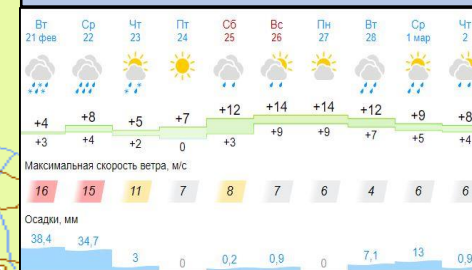 Вт Ср Чт Пт Сб Вс Пн Вт Ср Чт
21 фев 22 23 24 25 26 27 28 1 мар 2
+4 +8 +5 +7 +12 +14 +14 +12 +9 +8
+3 +4 +2 0 +3 +9 +9 +7 +5 +4
Максимальная скорость ветра, м/с
16 15 11 7 8 7 6 4 6 6
Осадки, мм
38,4 34,7 3 0 0,2 0,9 0 7,1 13 0,9